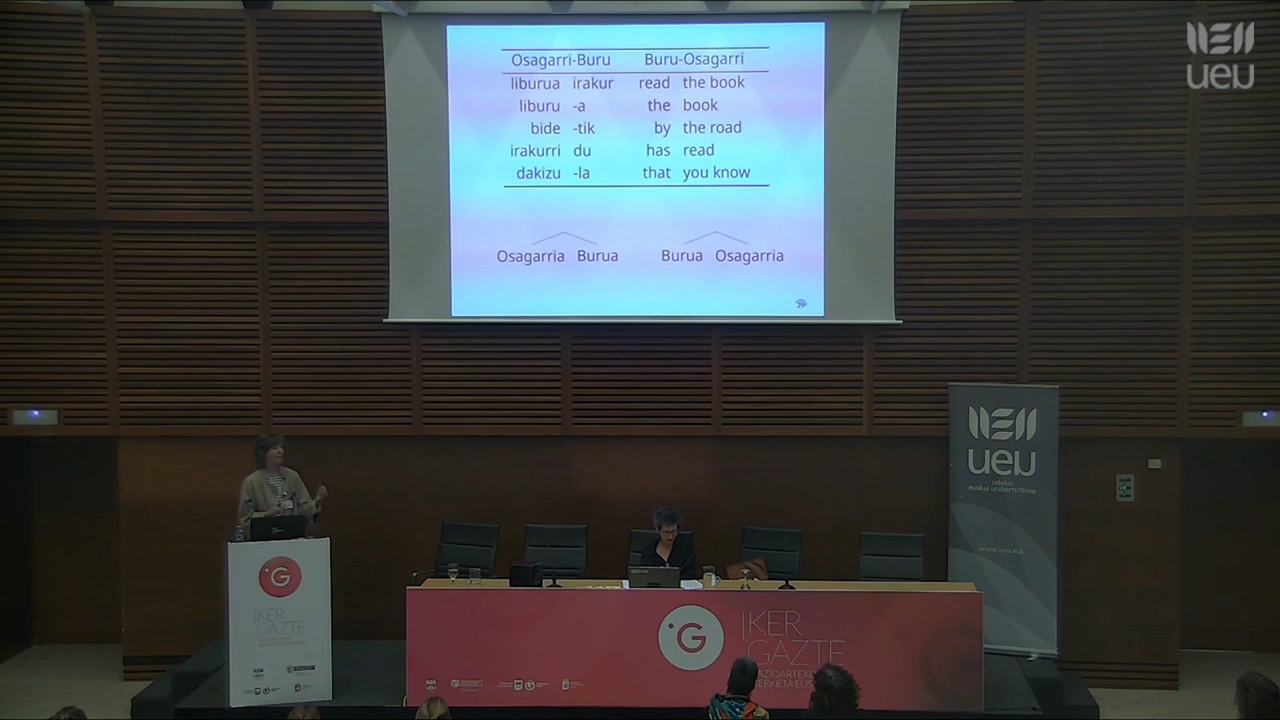 Osagarri-Buru Buru-Osagarri
liburua irakur read the book
liburu -a the book
bide -tik by the road
irakurri du has read
dakizu -la that you know
Osagarria Burua Burua Osagarria
ueu
ueu
udako
euskal unibertsitatea
www.ueu.eus
G
IKER
GAZTE
G
IKER
GAZTE
UEU